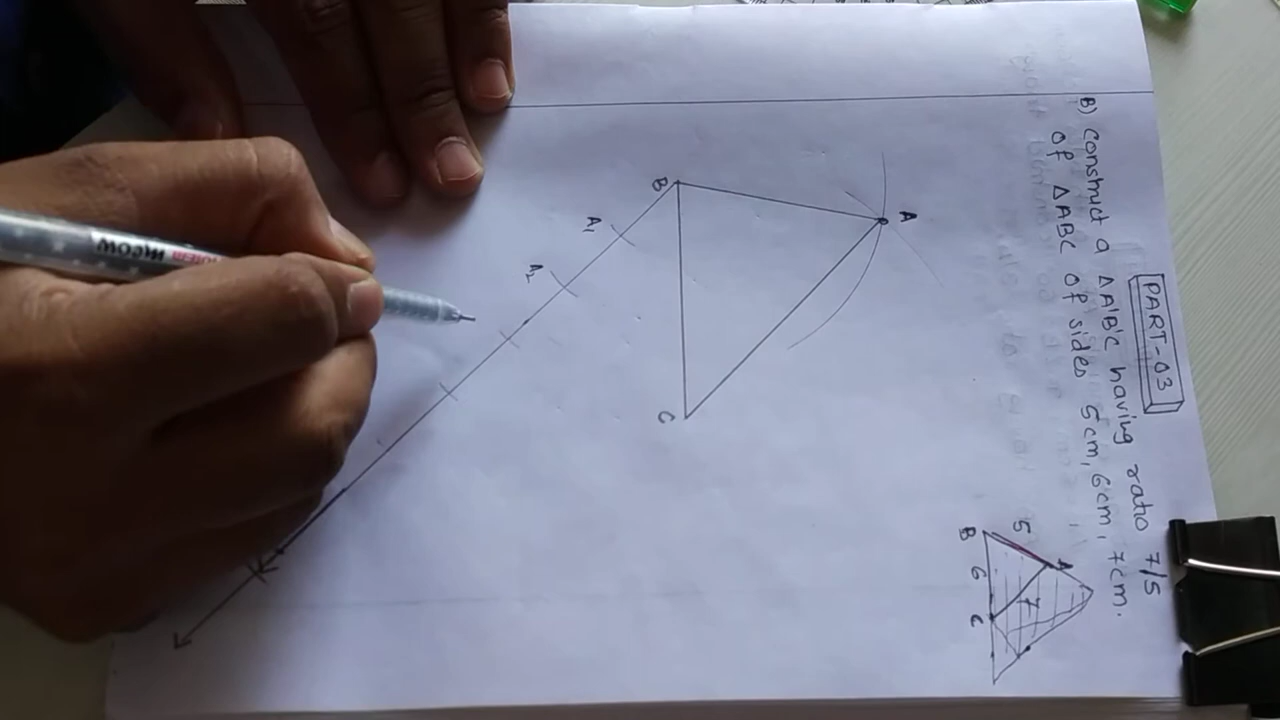 PART-03
B) construct a ΔA'B'C having ratio 7/5
of ΔABC of sides 5cm, 6cm, 7cm.
5
A
B
6
7
C
A
B
C
A1
A2